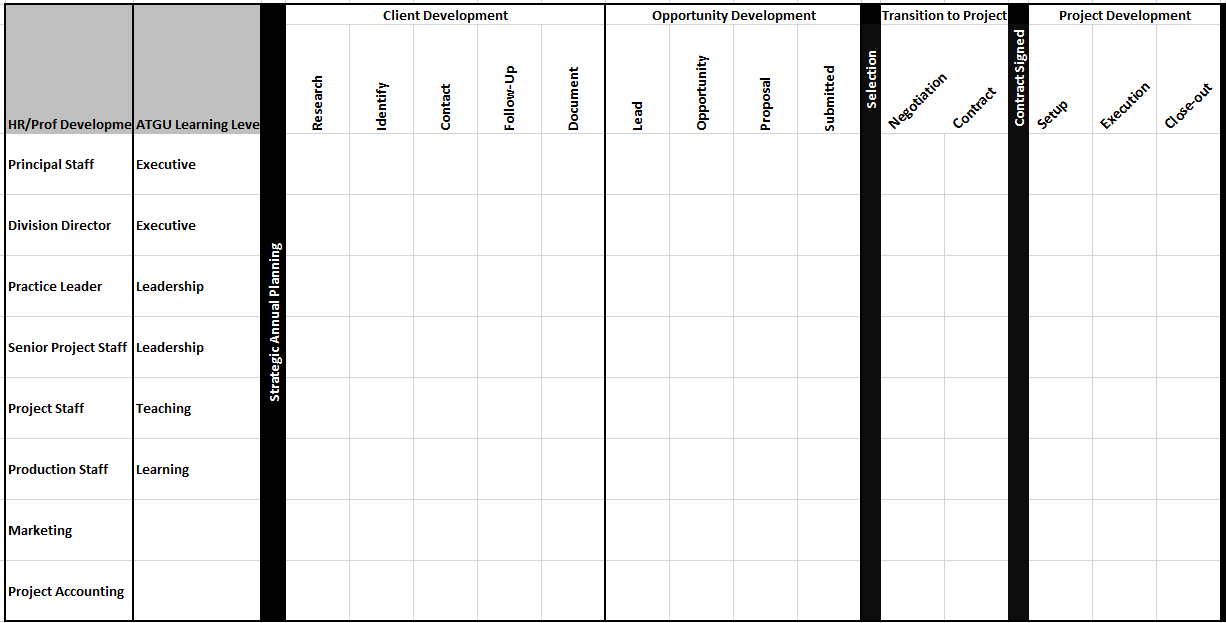 Client Development
Opportunity Development
Transition to Project
Project Development
HR/Prof Developme
ATGU Learning Leve
Strategic Annual Planning
Research
Identify
Contact
Follow-Up
Document
Lead
Opportunity
Proposal
Submitted
Selection
Negotiation
Contract
Contract Signed
Setup
Execution
Close-out
Principal Staff
Executive
Division Director
Executive
Practice Leader
Leadership
Senior Project Staff
Leadership
Project Staff
Teaching
Production Staff
Learning
Marketing
Project Accounting